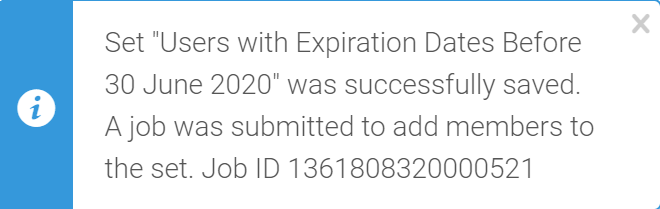 Set "Users with Expiration Dates Before
30 June 2020" was successfully saved.
A job was submitted to add members to
the set. Job ID 1361808320000521